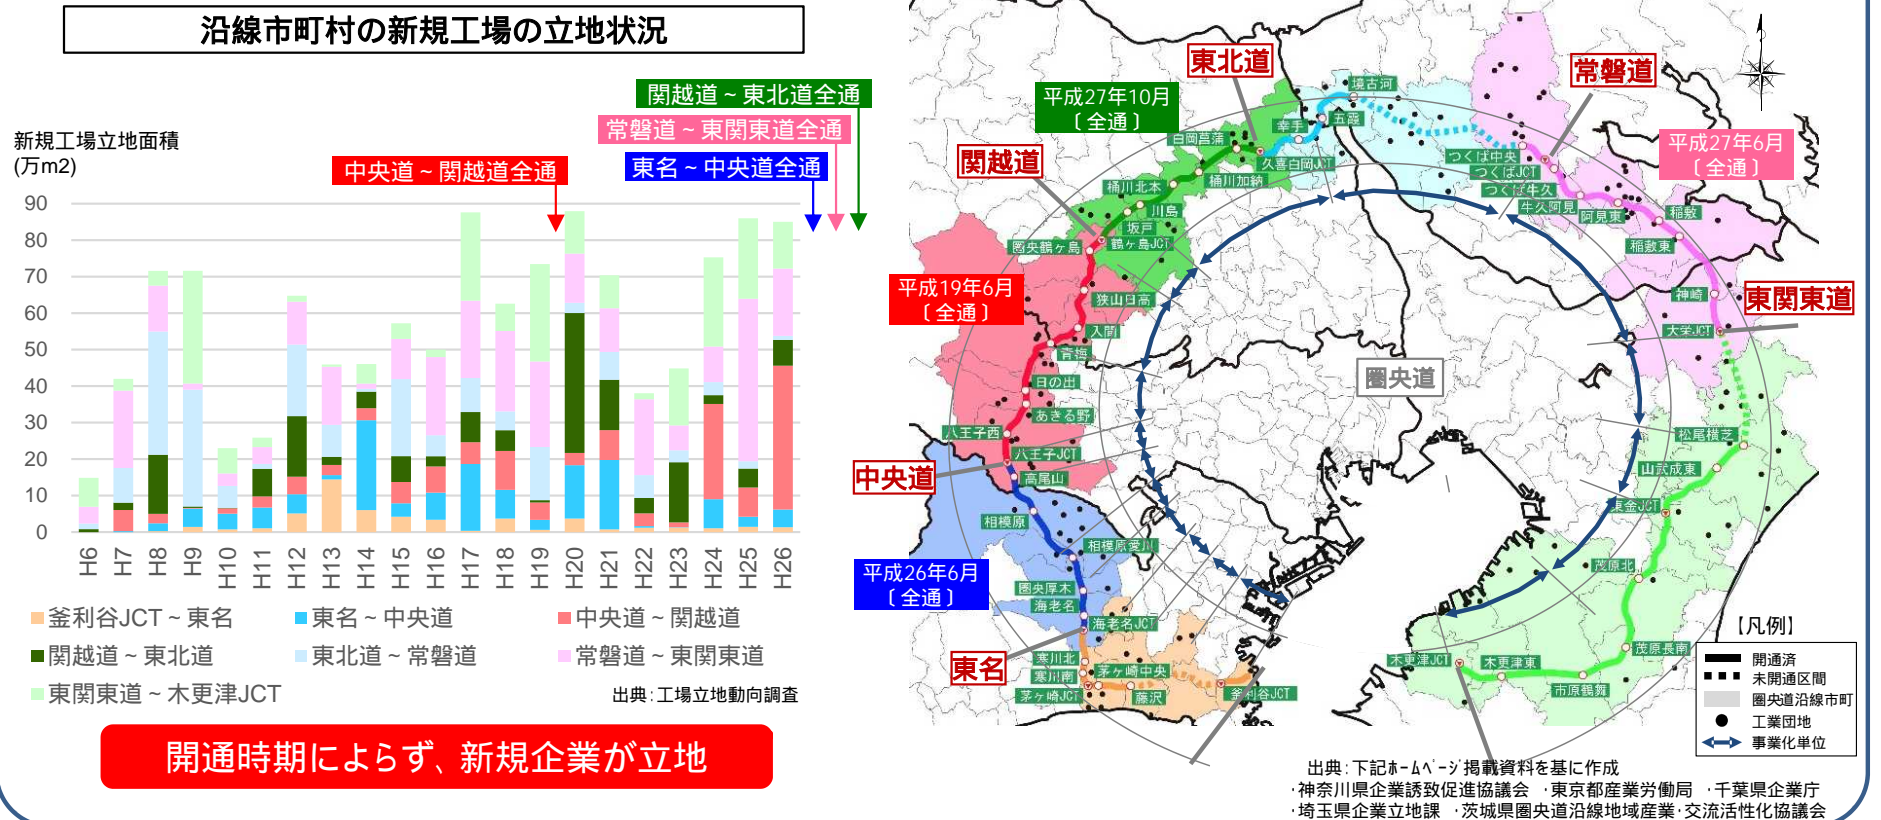 沿線市町村の新規工場の立地状況
関越道~東北道全通
常磐道~東関東道全通
東名~中央道全通
中央道~関越道全通
新規工場立地面積
(万m2)
90
80
70
60
50
40
30
20
10
0
H6
H7
H8
H9
H10
H11
H12
H13
H14
H15
H16
H17
H18
H19
H20
H21
H22
H23
H24
H25
H26
釜利谷JCT~東名
東名~中央道
中央道~関越道
関越道~東北道
東北道~常磐道
常磐道~東関東道
東関東道~木更津JCT
出典:工場立地動向調査
開通時期によらず、新規企業が立地
東北道
常磐道
関越道
東関東道
中央道
東名
圏央道
平成27年10月
〔全通〕
平成27年6月
〔全通〕
平成19年6月
〔全通〕
平成26年6月
〔全通〕
境古河
五霞
幸手
久喜白岡JCT
白岡菖蒲
桶川加納
桶川北本
川島
坂戸
鶴ヶ島JCT
圏央鶴ヶ島
狭山日高
入間
青梅
日の出
あきる野
八王子西
八王子JCT
高尾山
相模原
相模原愛川
圏央厚木
海老名
海老名JCT
寒川北
寒川南
茅ヶ崎JCT
茅ヶ崎中央
藤沢
釜利谷JCT
つくば中央
つくばJCT
つくば牛久
牛久阿見
阿見東
稲敷
稲敷東
神崎
大栄JCT
松尾横芝
山武成東
東金JCT
茂原北
茂原長南
市原鶴舞
木更津東
木更津JCT
【凡例】
開通済
未開通区間
圏央道沿線市町
工業団地
事業化単位
出典:下記ホームページ掲載資料を基に作成
・神奈川県企業誘致促進協議会 ・東京都産業労働局 ・千葉県企業庁
・埼玉県企業立地課 ・茨城県圏央道沿線地域産業・交流活性化協議会